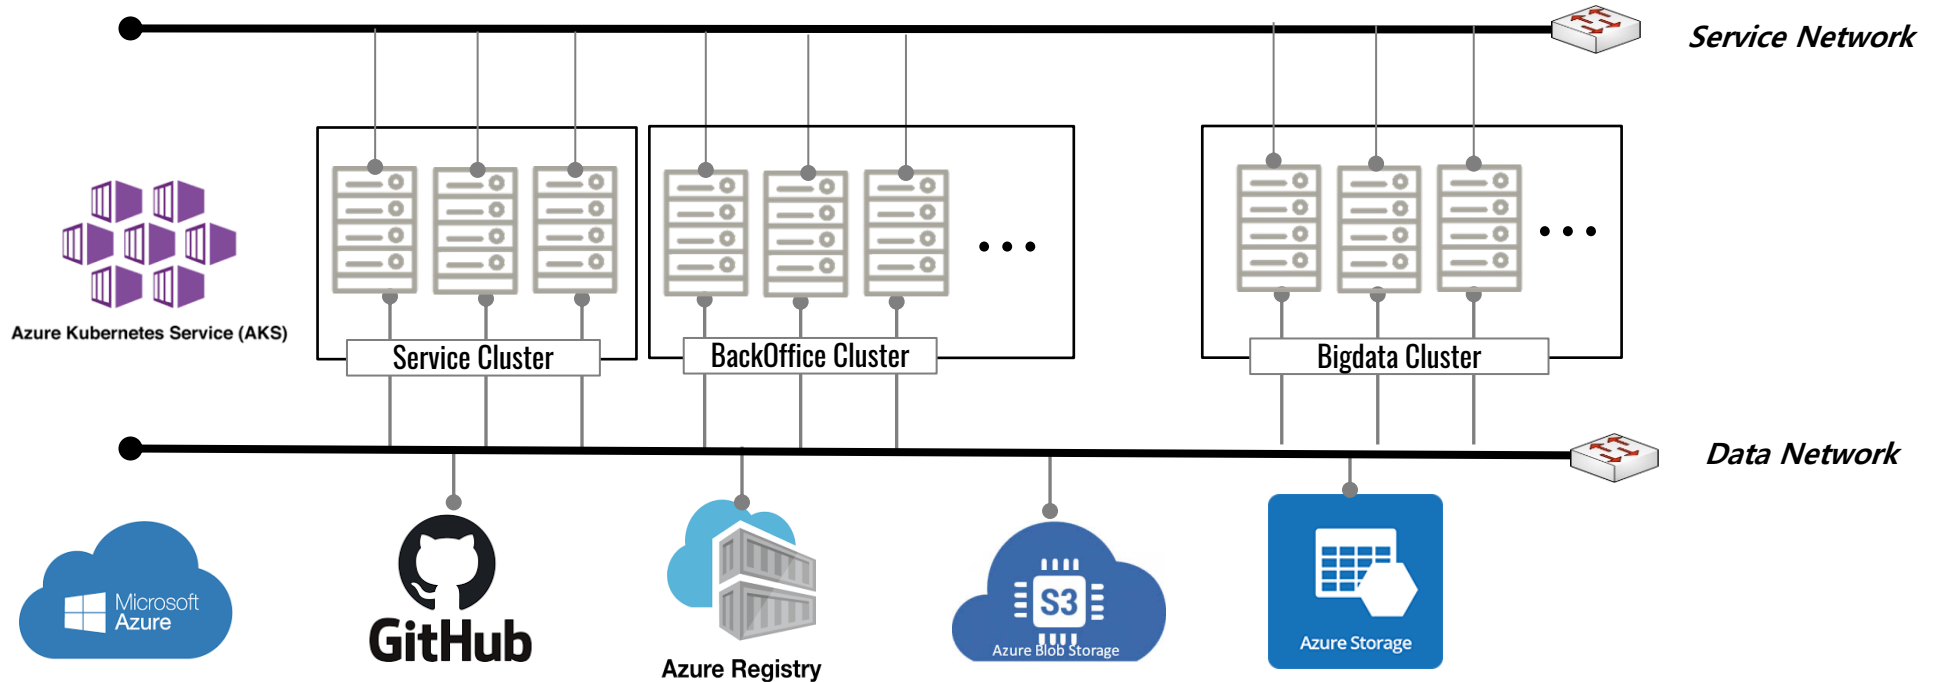 Service Network
Azure Kubernetes Service (AKS)
Service Cluster
BackOffice Cluster
Bigdata Cluster
Data Network
Microsoft
Azure
GitHub
Azure Registry
S3
Azure Blob Storage
Azure Storage